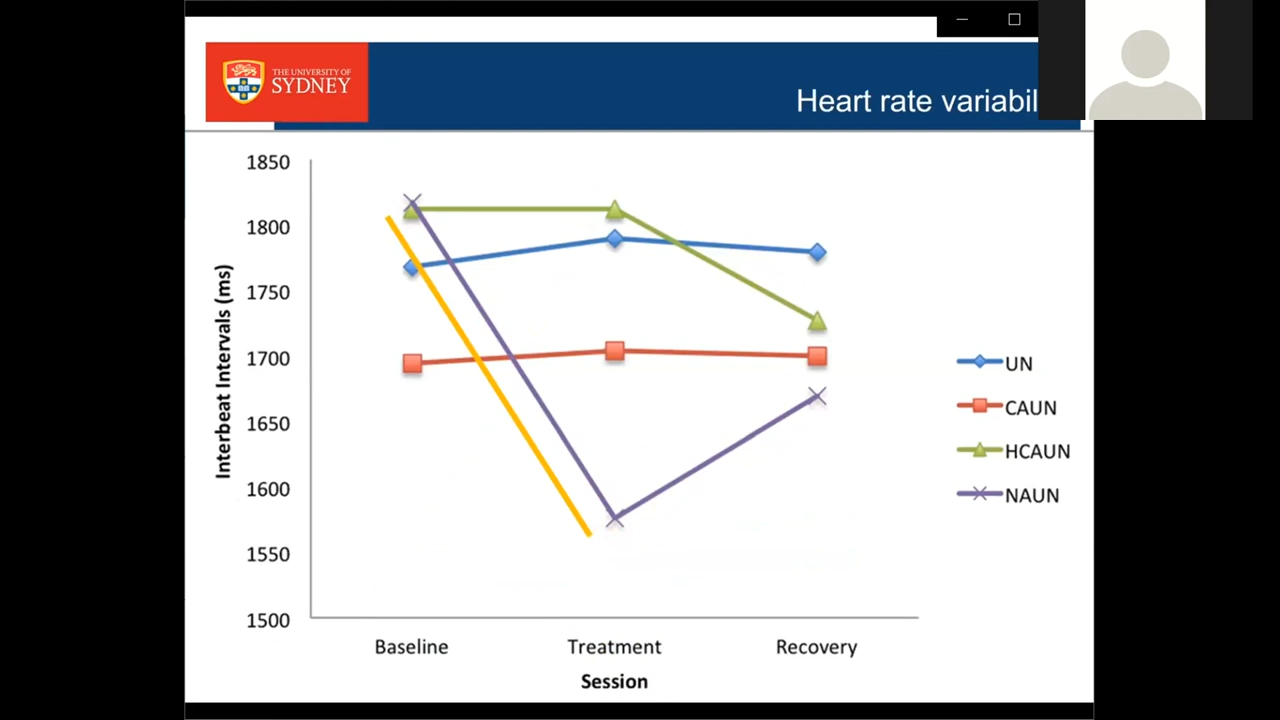 THE UNIVERSITY OF
SYDNEY
Heart rate variabil
1850
1800
1750
1700
1650
1600
1550
1500
Interbeat Intervals (ms)
Baseline
Treatment
Recovery
Session
UN
CAUN
HCAUN
NAUN